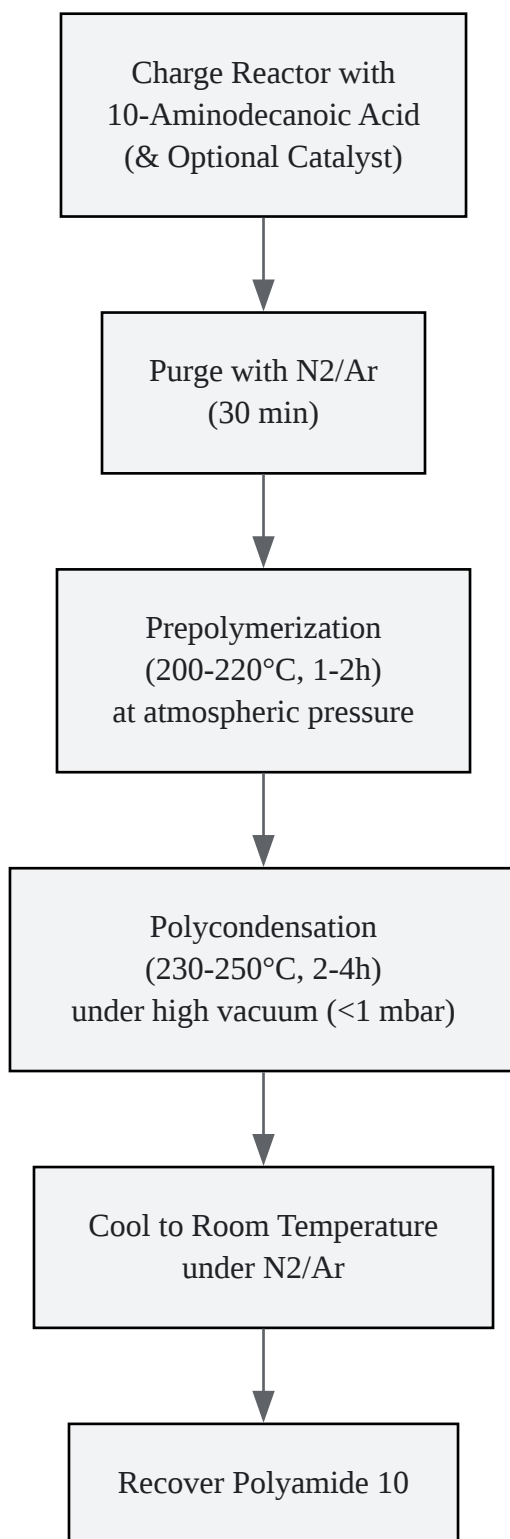 Charge Reactor with
10-Aminodecanoic Acid
(& Optional Catalyst)
Purge with N2/Ar
(30 min)
Prepolymerization
(200-220°C, 1-2h)
at atmospheric pressure
Polycondensation
(230-250°C, 2-4h)
under high vacuum (<1 mbar)
Cool to Room Temperature
under N2/Ar
Recover Polyamide 10